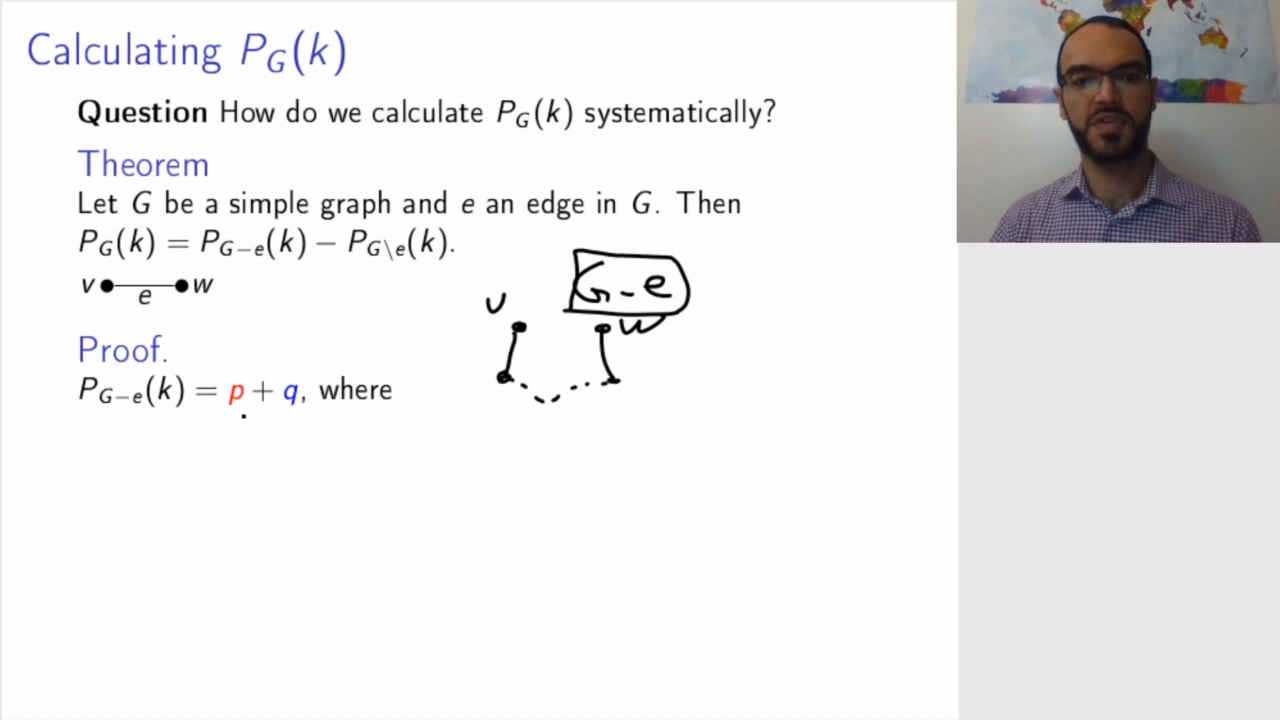 Calculating P_G(k)
Question How do we calculate P_G(k) systematically?
Theorem
Let G be a simple graph and e an edge in G. Then
P_G(k) = P_{G−e}(k) − P_{G\e}(k).
v e w
G - e
v w
Proof.
P_{G−e}(k) = p + q, where